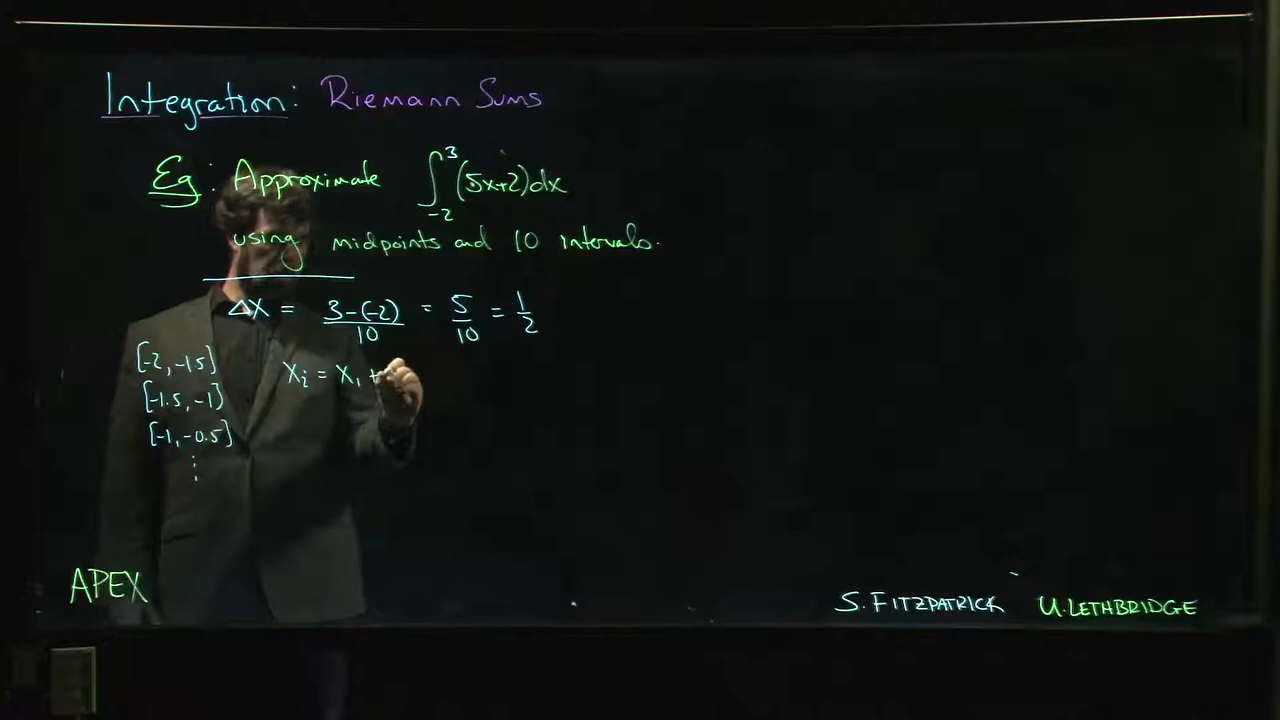 Integration: Riemann Sums
Eg: Approximate ∫_{-2}^{3} (5x+2)dx
using midpoints and 10 intervals.
Δx = (3-(-2))/10 = 5/10 = 1/2
[-2, -1.5]
x_i = x_1 +
[-1.5, -1]
[-1, -0.5]
⋮
APEX
S. FITZPATRICK U. LETHBRIDGE